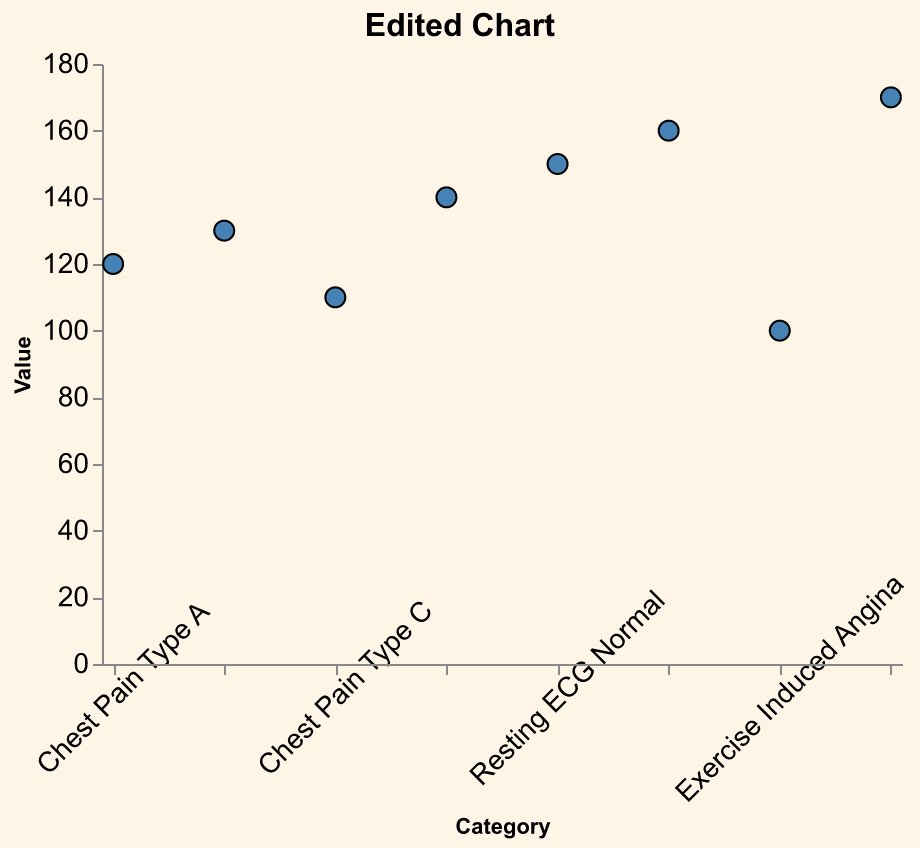 Edited Chart
180
160
140
120
100
80
60
40
20
0
Value
Chest Pain Type A
Chest Pain Type C
Resting ECG Normal
Exercise Induced Angina
Category